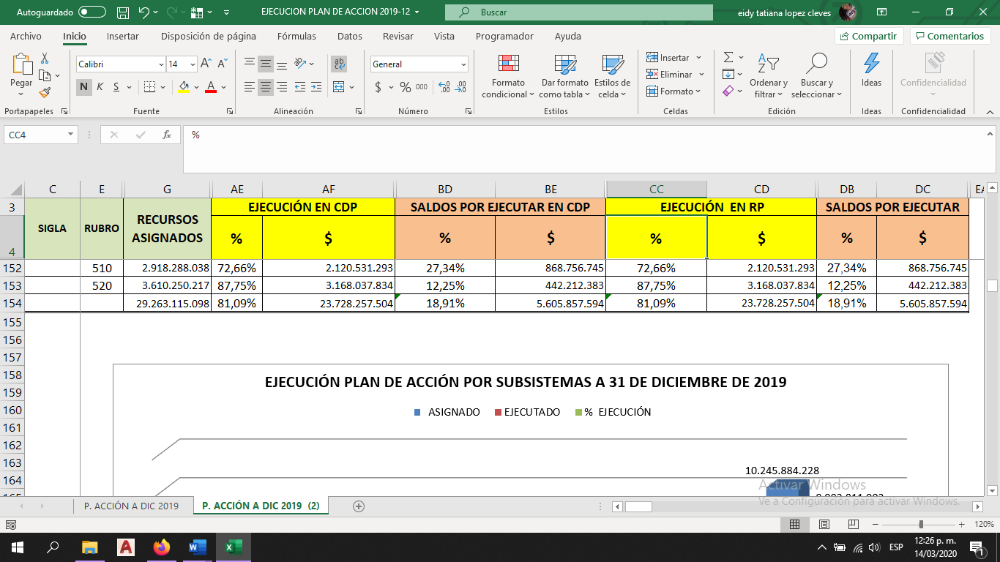 Autoguardado EJECUCION PLAN DE ACCION 2019-12 Buscar eidy tatiana lopez cleves
Archivo Inicio Insertar Disposición de página Fórmulas Datos Revisar Vista Programador Ayuda Compartir Comentarios
Pegar
Calibri 14
N K S
General
$ % 000
Formato condicional
Dar formato como tabla
Estilos de celda
Insertar
Eliminar
Formato
Ordenar y filtrar
Buscar y seleccionar
Ideas
Confidencialidad
Portapapeles Fuente Alineación Número Estilos Celdas Edición Ideas Confidencialidad
CC4 fx %
C E G AE AF BD BE CC CD DB DC EA
3 EJECUCIÓN EN CDP SALDOS POR EJECUTAR EN CDP EJECUCIÓN EN RP SALDOS POR EJECUTAR
4 SIGLA RUBRO RECURSOS ASIGNADOS % $ % $ % $ % $
152 510 2.918.288.038 72,66% 2.120.531.293 27,34% 868.756.745 72,66% 2.120.531.293 27,34% 868.756.745
153 520 3.610.250.217 87,75% 3.168.037.834 12,25% 442.212.383 87,75% 3.168.037.834 12,25% 442.212.383
154 29.263.115.098 81,09% 23.728.257.504 18,91% 5.605.857.594 81,09% 23.728.257.504 18,91% 5.605.857.594
155
156
157
158
159
160
161
162
163
164
EJECUCIÓN PLAN DE ACCIÓN POR SUBSISTEMAS A 31 DE DICIEMBRE DE 2019
ASIGNADO EJECUTADO % EJECUCIÓN
10.245.884.228
Activar Windows
Ve a Configuración para activar Windows.
P. ACCIÓN A DIC 2019 P. ACCIÓN A DIC 2019 (2)
120%
ESP 12:26 p. m.
14/03/2020
1